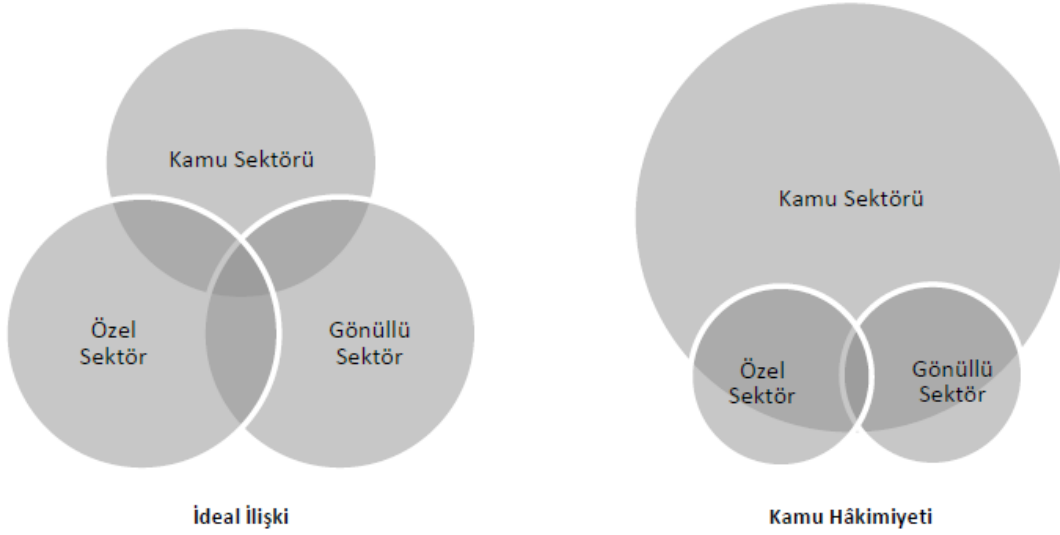 Kamu Sektörü
Özel
Sektör
Gönüllü
Sektör
İdeal İlişki
Kamu Sektörü
Özel
Sektör
Gönüllü
Sektör
Kamu Hâkimiyeti